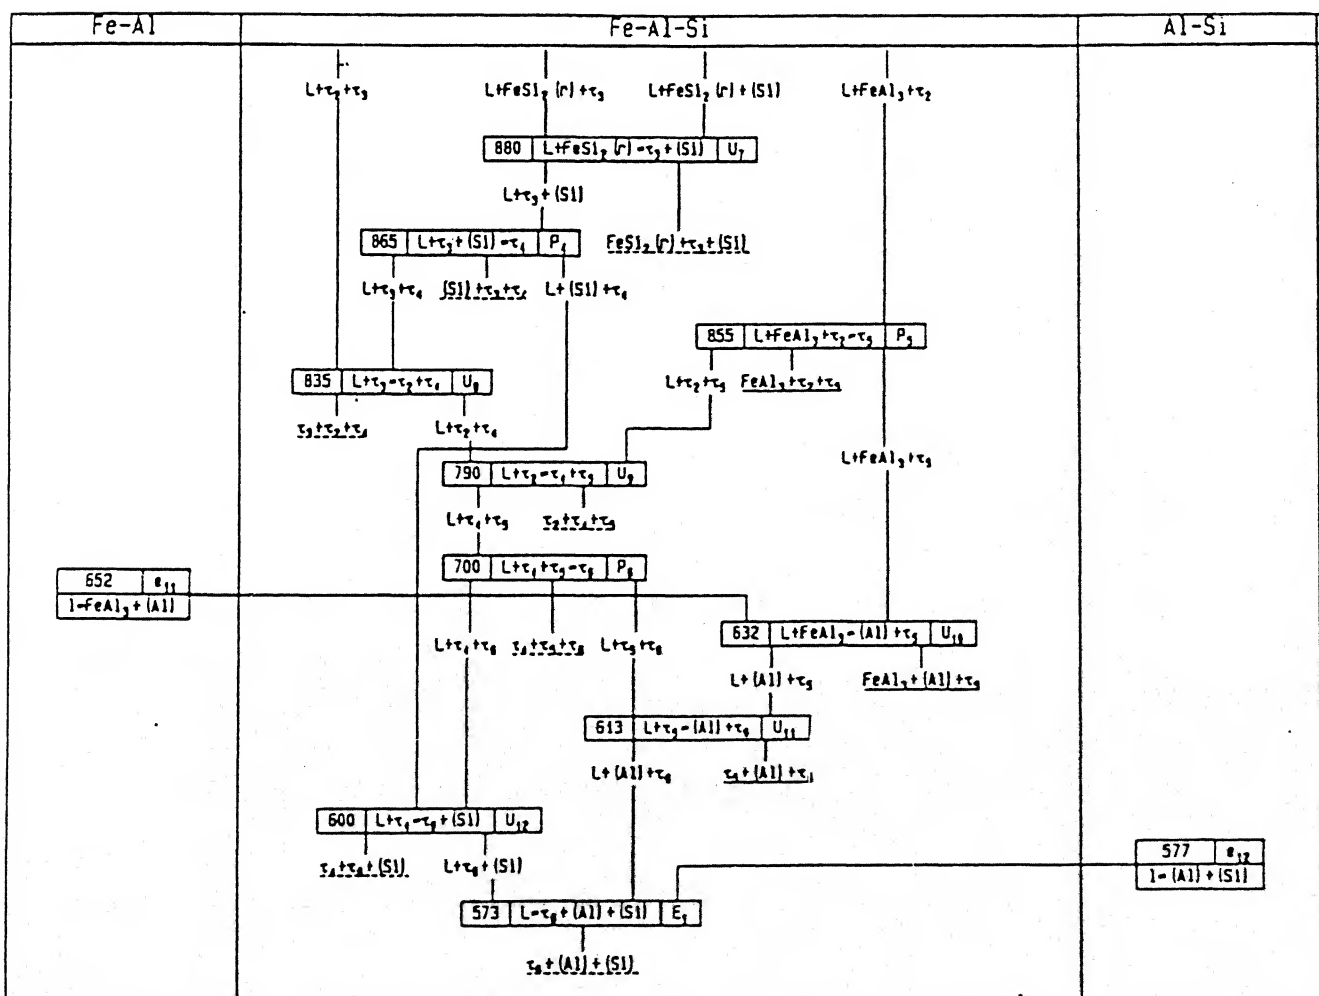 Fe-Al
Fe-Al-Si
Al-Si
L+τ₂+τ₃
L+FeSi₂(r)+τ₃
L+FeSi₂(r)+(Si)
L+FeAl₃+τ₂
880 L+FeSi₂(r)=τ₃+(Si) U₇
L+τ₃+(Si)
865 L+τ₃+(Si)=τ₄ P₄
FeSi₂(r)+τ₃+(Si)
L+τ₃+τ₄
(Si)+τ₃+τ₄
L+(Si)+τ₄
855 L+FeAl₃+τ₂=τ₅ P₅
835 L+τ₃=τ₂+τ₄ U₈
L+τ₂+τ₅
FeAl₃+τ₂+τ₅
τ₃+τ₂+τ₄
L+τ₂+τ₄
L+FeAl₃+τ₅
790 L+τ₂=τ₄+τ₅ U₉
L+τ₄+τ₅
τ₂+τ₄+τ₅
700 L+τ₄+τ₅=τ₆ P₆
652 e₁₁
l=FeAl₃+(Al)
632 L+FeAl₃=(Al)+τ₅ U₁₀
L+τ₄+τ₆
τ₄+τ₅+τ₆
L+τ₅+τ₆
L+(Al)+τ₅
FeAl₃+(Al)+τ₅
613 L+τ₅=(Al)+τ₆ U₁₁
L+(Al)+τ₆
τ₅+(Al)+τ₆
600 L+τ₄=τ₆+(Si) U₁₂
τ₄+τ₆+(Si)
L+τ₆+(Si)
577 e₁₂
l=(Al)+(Si)
573 L=τ₆+(Al)+(Si) E₁
τ₆+(Al)+(Si)